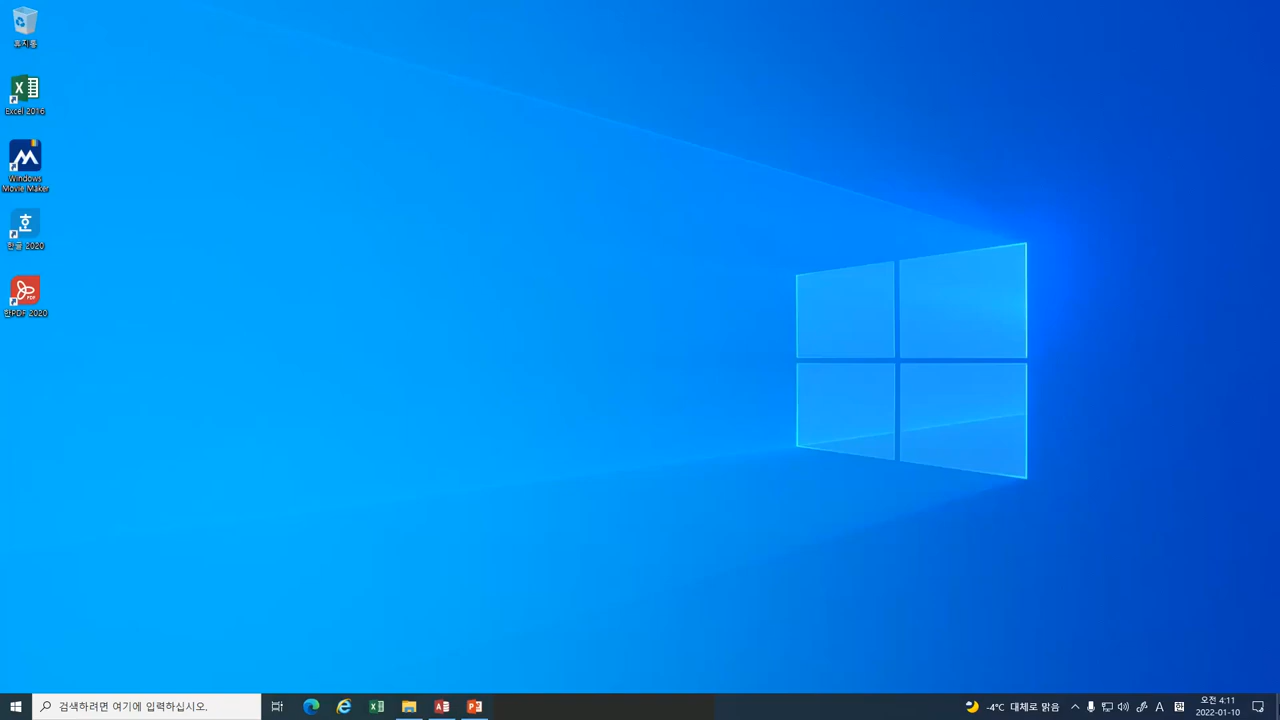 휴지통
Excel 2016
Windows
Movie Maker
한글 2020
한PDF 2020
검색하려면 여기에 입력하십시오.
-4°C 대체로 맑음
A
오전 4:11
2022-01-10